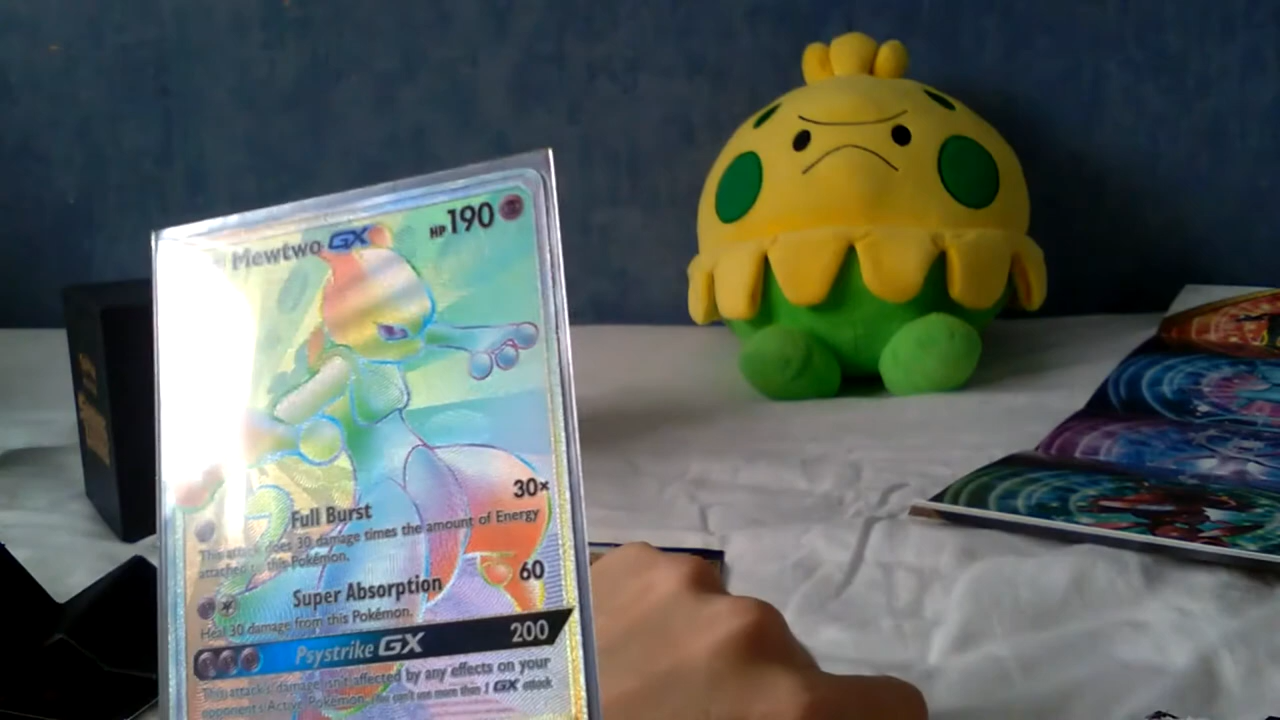 Mewtwo GX HP 190
Full Burst 30×
This attack does 30 damage times the amount of Energy
attached to this Pokémon.
Super Absorption 60
Heal 30 damage from this Pokémon.
Psystrike GX 200
This attack's damage isn't affected by any effects on your
opponent's Active Pokémon. (You can't use more than 1 GX attack